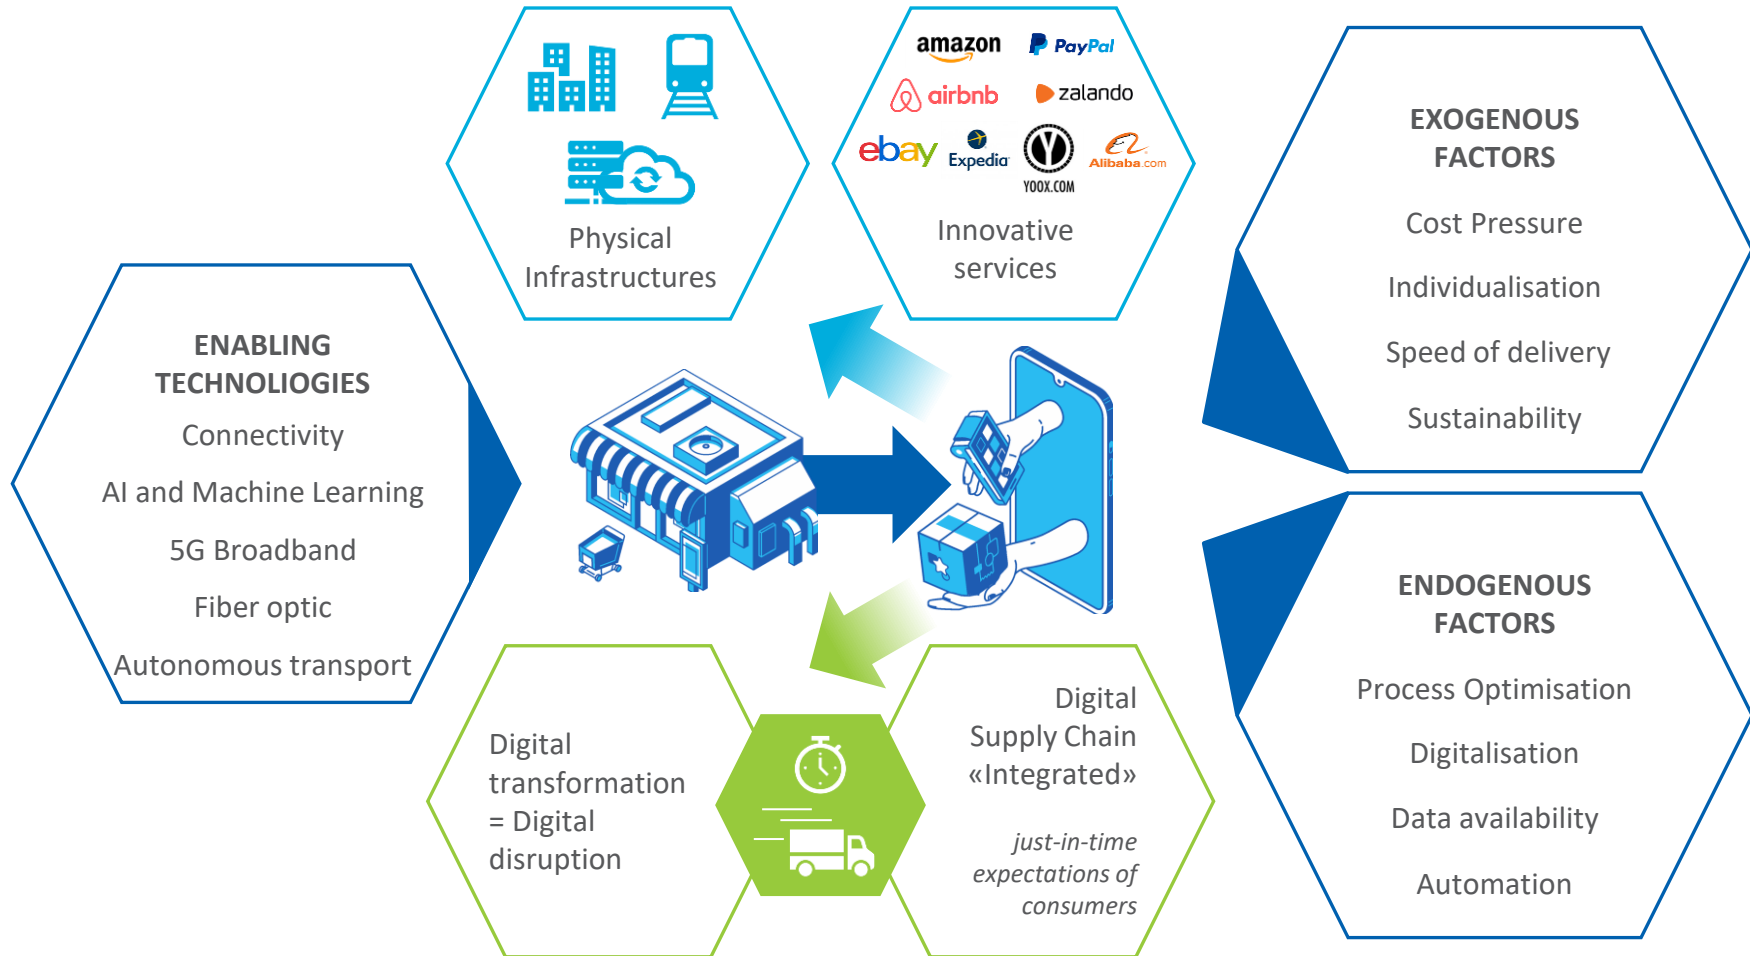 amazon
PayPal
airbnb
zalando
ebay
Expedia
Y
YOOX.COM
Alibaba.com
Physical
Infrastructures
Innovative
services
ENABLING
TECHNOLIOGIES
Connectivity
AI and Machine Learning
5G Broadband
Fiber optic
Autonomous transport
EXOGENOUS
FACTORS
Cost Pressure
Individualisation
Speed of delivery
Sustainability
Digital
transformation
= Digital
disruption
Digital
Supply Chain
«Integrated»
just-in-time
expectations of
consumers
ENDOGENOUS
FACTORS
Process Optimisation
Digitalisation
Data availability
Automation